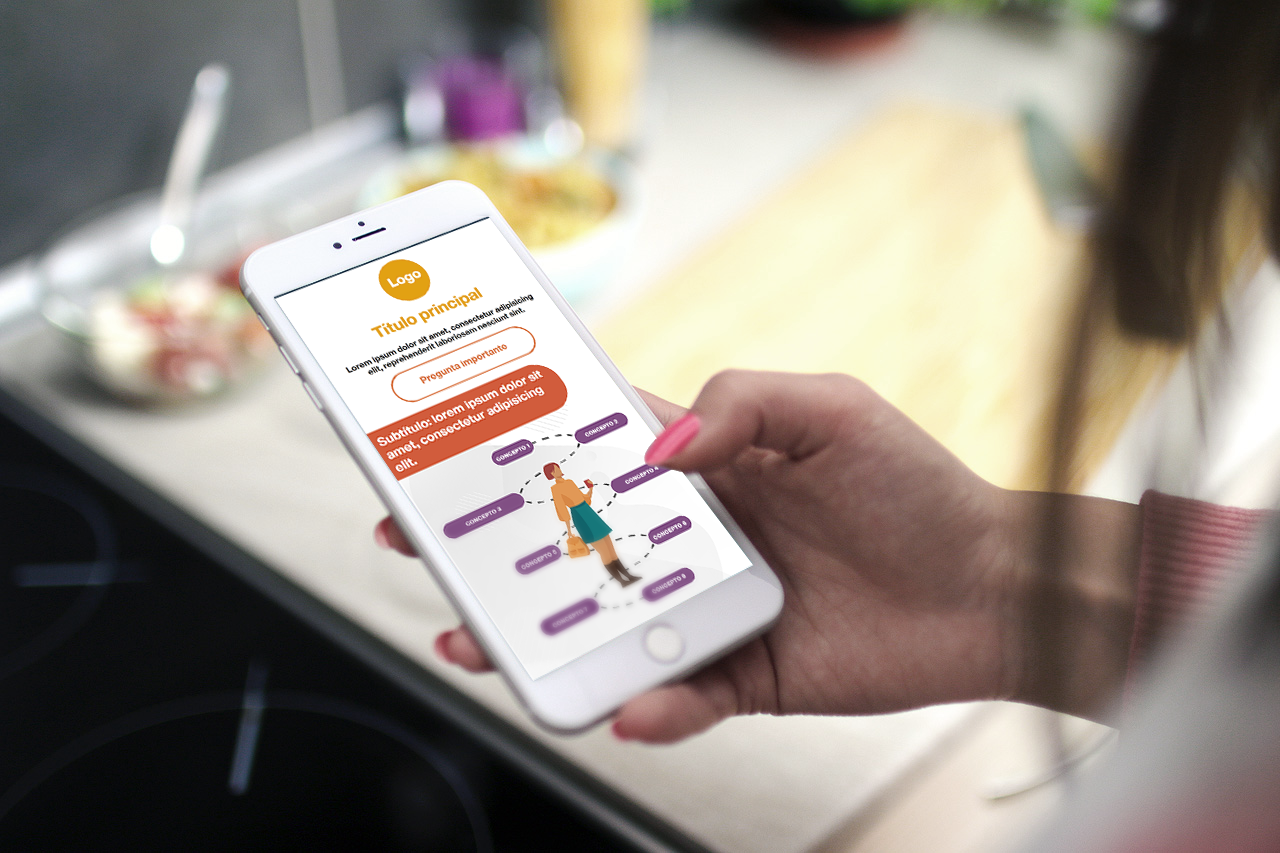 Logo
Título principal
Lorem ipsum dolor sit amet, consectetur adipisicing
elit, reprehenderit laboriosam nesciunt sint.
Pregunta importante
Subtítulo: lorem ipsum dolor sit
amet, consectetur adipisicing
elit.
CONCEPTO 1
CONCEPTO 2
CONCEPTO 3
CONCEPTO 4
CONCEPTO 5
CONCEPTO 6
CONCEPTO 7
CONCEPTO 8